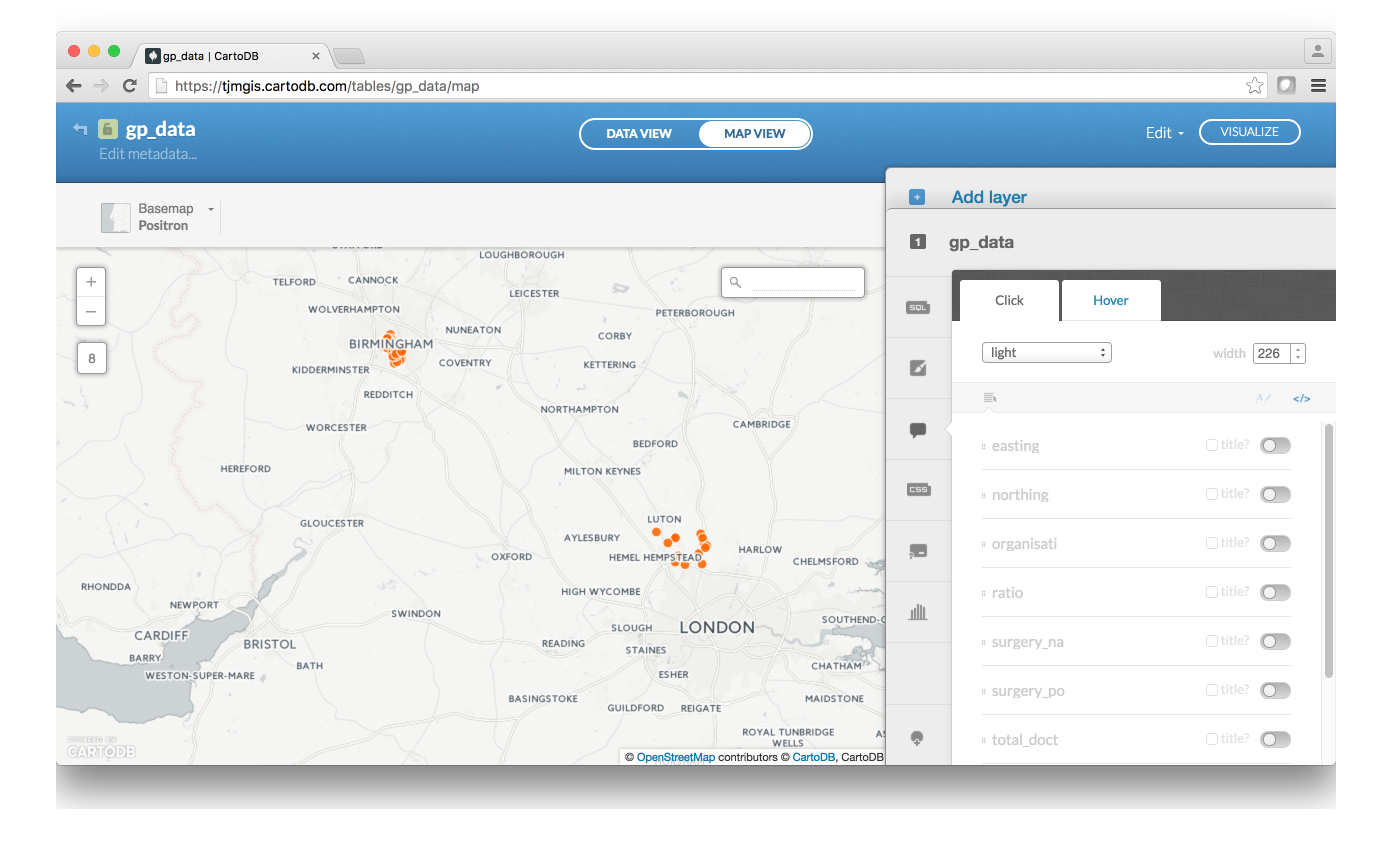 gp_data | CartoDB
https://tjmgis.cartodb.com/tables/gp_data/map
gp_data
Edit metadata...
DATA VIEW
MAP VIEW
Edit
VISUALIZE
Basemap
Positron
Add layer
1
gp_data
Click
Hover
light
width
226
</>
easting
title?
northing
title?
organisati
title?
ratio
title?
surgery_na
title?
surgery_po
title?
total_doct
title?
SQL
CSS
+
−
8
LOUGHBOROUGH
TELFORD
CANNOCK
LEICESTER
WOLVERHAMPTON
PETERBOROUGH
NUNEATON
CORBY
BIRMINGHAM
COVENTRY
KETTERING
KIDDERMINSTER
REDDITCH
NORTHAMPTON
WORCESTER
CAMBRIDGE
BEDFORD
HEREFORD
MILTON KEYNES
GLOUCESTER
LUTON
AYLESBURY
OXFORD
HEMEL HEMPSTEAD
HARLOW
CHELMSFORD
RHONDDA
HIGH WYCOMBE
NEWPORT
SWINDON
SLOUGH
LONDON
SOUTHEND-O
CARDIFF
BRISTOL
READING
STAINES
BARRY
BATH
CHATHAM
WESTON-SUPER-MARE
ESHER
BASINGSTOKE
MAIDSTONE
GUILDFORD
REIGATE
ROYAL TUNBRIDGE
WELLS
POWERED BY
CARTODB
© OpenStreetMap contributors © CartoDB, CartoDB